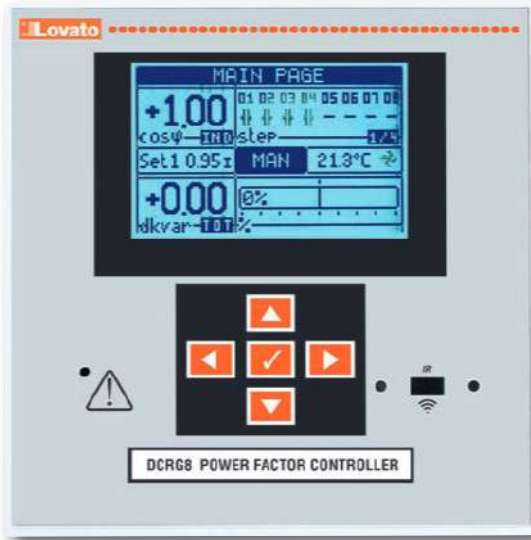 Lovato
MAIN PAGE
+1.00 01 02 03 04 05 06 07 08
cosφ IND step 1/4
Set1 0.95I MAN 21.3°C
+0.00 0%
dkvar TOT %
IR
DCRG8 POWER FACTOR CONTROLLER